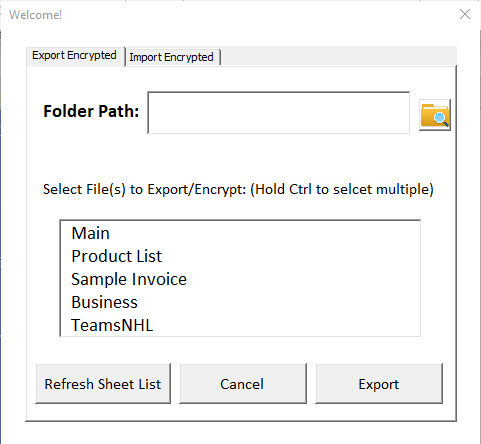 Welcome!
Export Encrypted Import Encrypted
Folder Path:
Select File(s) to Export/Encrypt: (Hold Ctrl to selcet multiple)
Main
Product List
Sample Invoice
Business
TeamsNHL
Refresh Sheet List Cancel Export